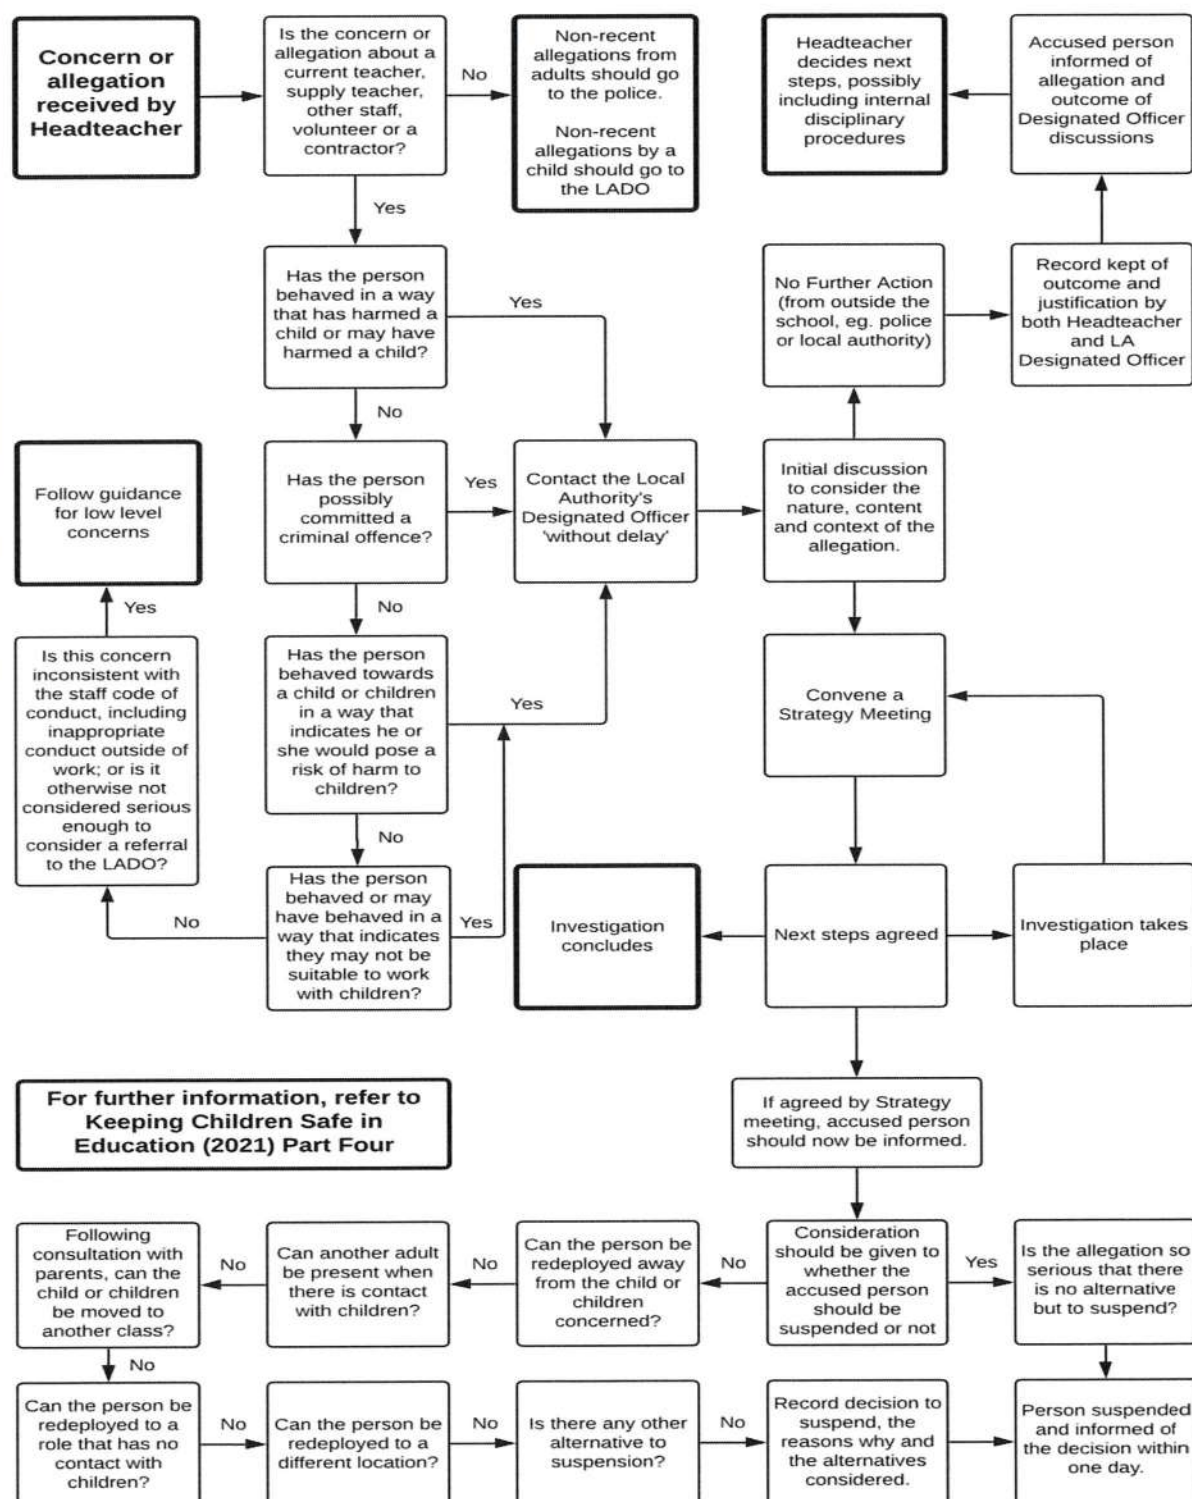 Concern or
allegation
received by
Headteacher
Is the concern or
allegation about a
current teacher,
supply teacher,
other staff,
volunteer or a
contractor?
No
Non-recent
allegations from
adults should go
to the police.
Non-recent
allegations by a
child should go to
the LADO
Headteacher
decides next
steps, possibly
including internal
disciplinary
procedures
Accused person
informed of
allegation and
outcome of
Designated Officer
discussions
Yes
Has the person
behaved in a way
that has harmed a
child or may have
harmed a child?
Yes
No Further Action
(from outside the
school, eg. police
or local authority)
Record kept of
outcome and
justification by
both Headteacher
and LA
Designated Officer
No
Follow guidance
for low level
concerns
Has the person
possibly
committed a
criminal offence?
Yes
Contact the Local
Authority's
Designated Officer
'without delay'
Initial discussion
to consider the
nature, content
and context of the
allegation.
Yes
No
Is this concern
inconsistent with
the staff code of
conduct, including
inappropriate
conduct outside of
work; or is it
otherwise not
considered serious
enough to
consider a referral
to the LADO?
Has the person
behaved towards
a child or children
in a way that
indicates he or
she would pose a
risk of harm to
children?
Yes
Convene a
Strategy Meeting
No
No
Has the person
behaved or may
have behaved in a
way that indicates
they may not be
suitable to work
with children?
Yes
Investigation
concludes
Next steps agreed
Investigation takes
place
For further information, refer to
Keeping Children Safe in
Education (2021) Part Four
If agreed by Strategy
meeting, accused person
should now be informed.
Following
consultation with
parents, can the
child or children
be moved to
another class?
No
Can another adult
be present when
there is contact
with children?
No
Can the person be
redeployed away
from the child or
children
concerned?
No
Consideration
should be given to
whether the
accused person
should be
suspended or not
Yes
Is the allegation so
serious that there
is no alternative
but to suspend?
No
Can the person be
redeployed to a
role that has no
contact with
children?
No
Can the person be
redeployed to a
different location?
No
Is there any other
alternative to
suspension?
No
Record decision to
suspend, the
reasons why and
the alternatives
considered.
Person suspended
and informed of
the decision within
one day.